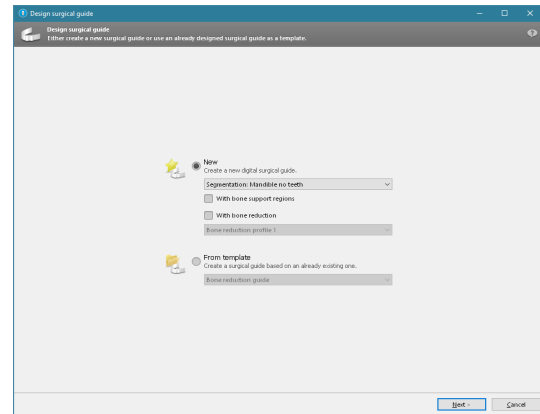 Design surgical guide
Design surgical guide
Either create a new surgical guide or use an already designed surgical guide as a template.
New
Create a new digital surgical guide.
Segmentation: Mandible no teeth
With bone support regions
With bone reduction
Bone reduction profile 1
From template
Create a surgical guide based on an already existing one.
Bone reduction guide
Next >
Cancel